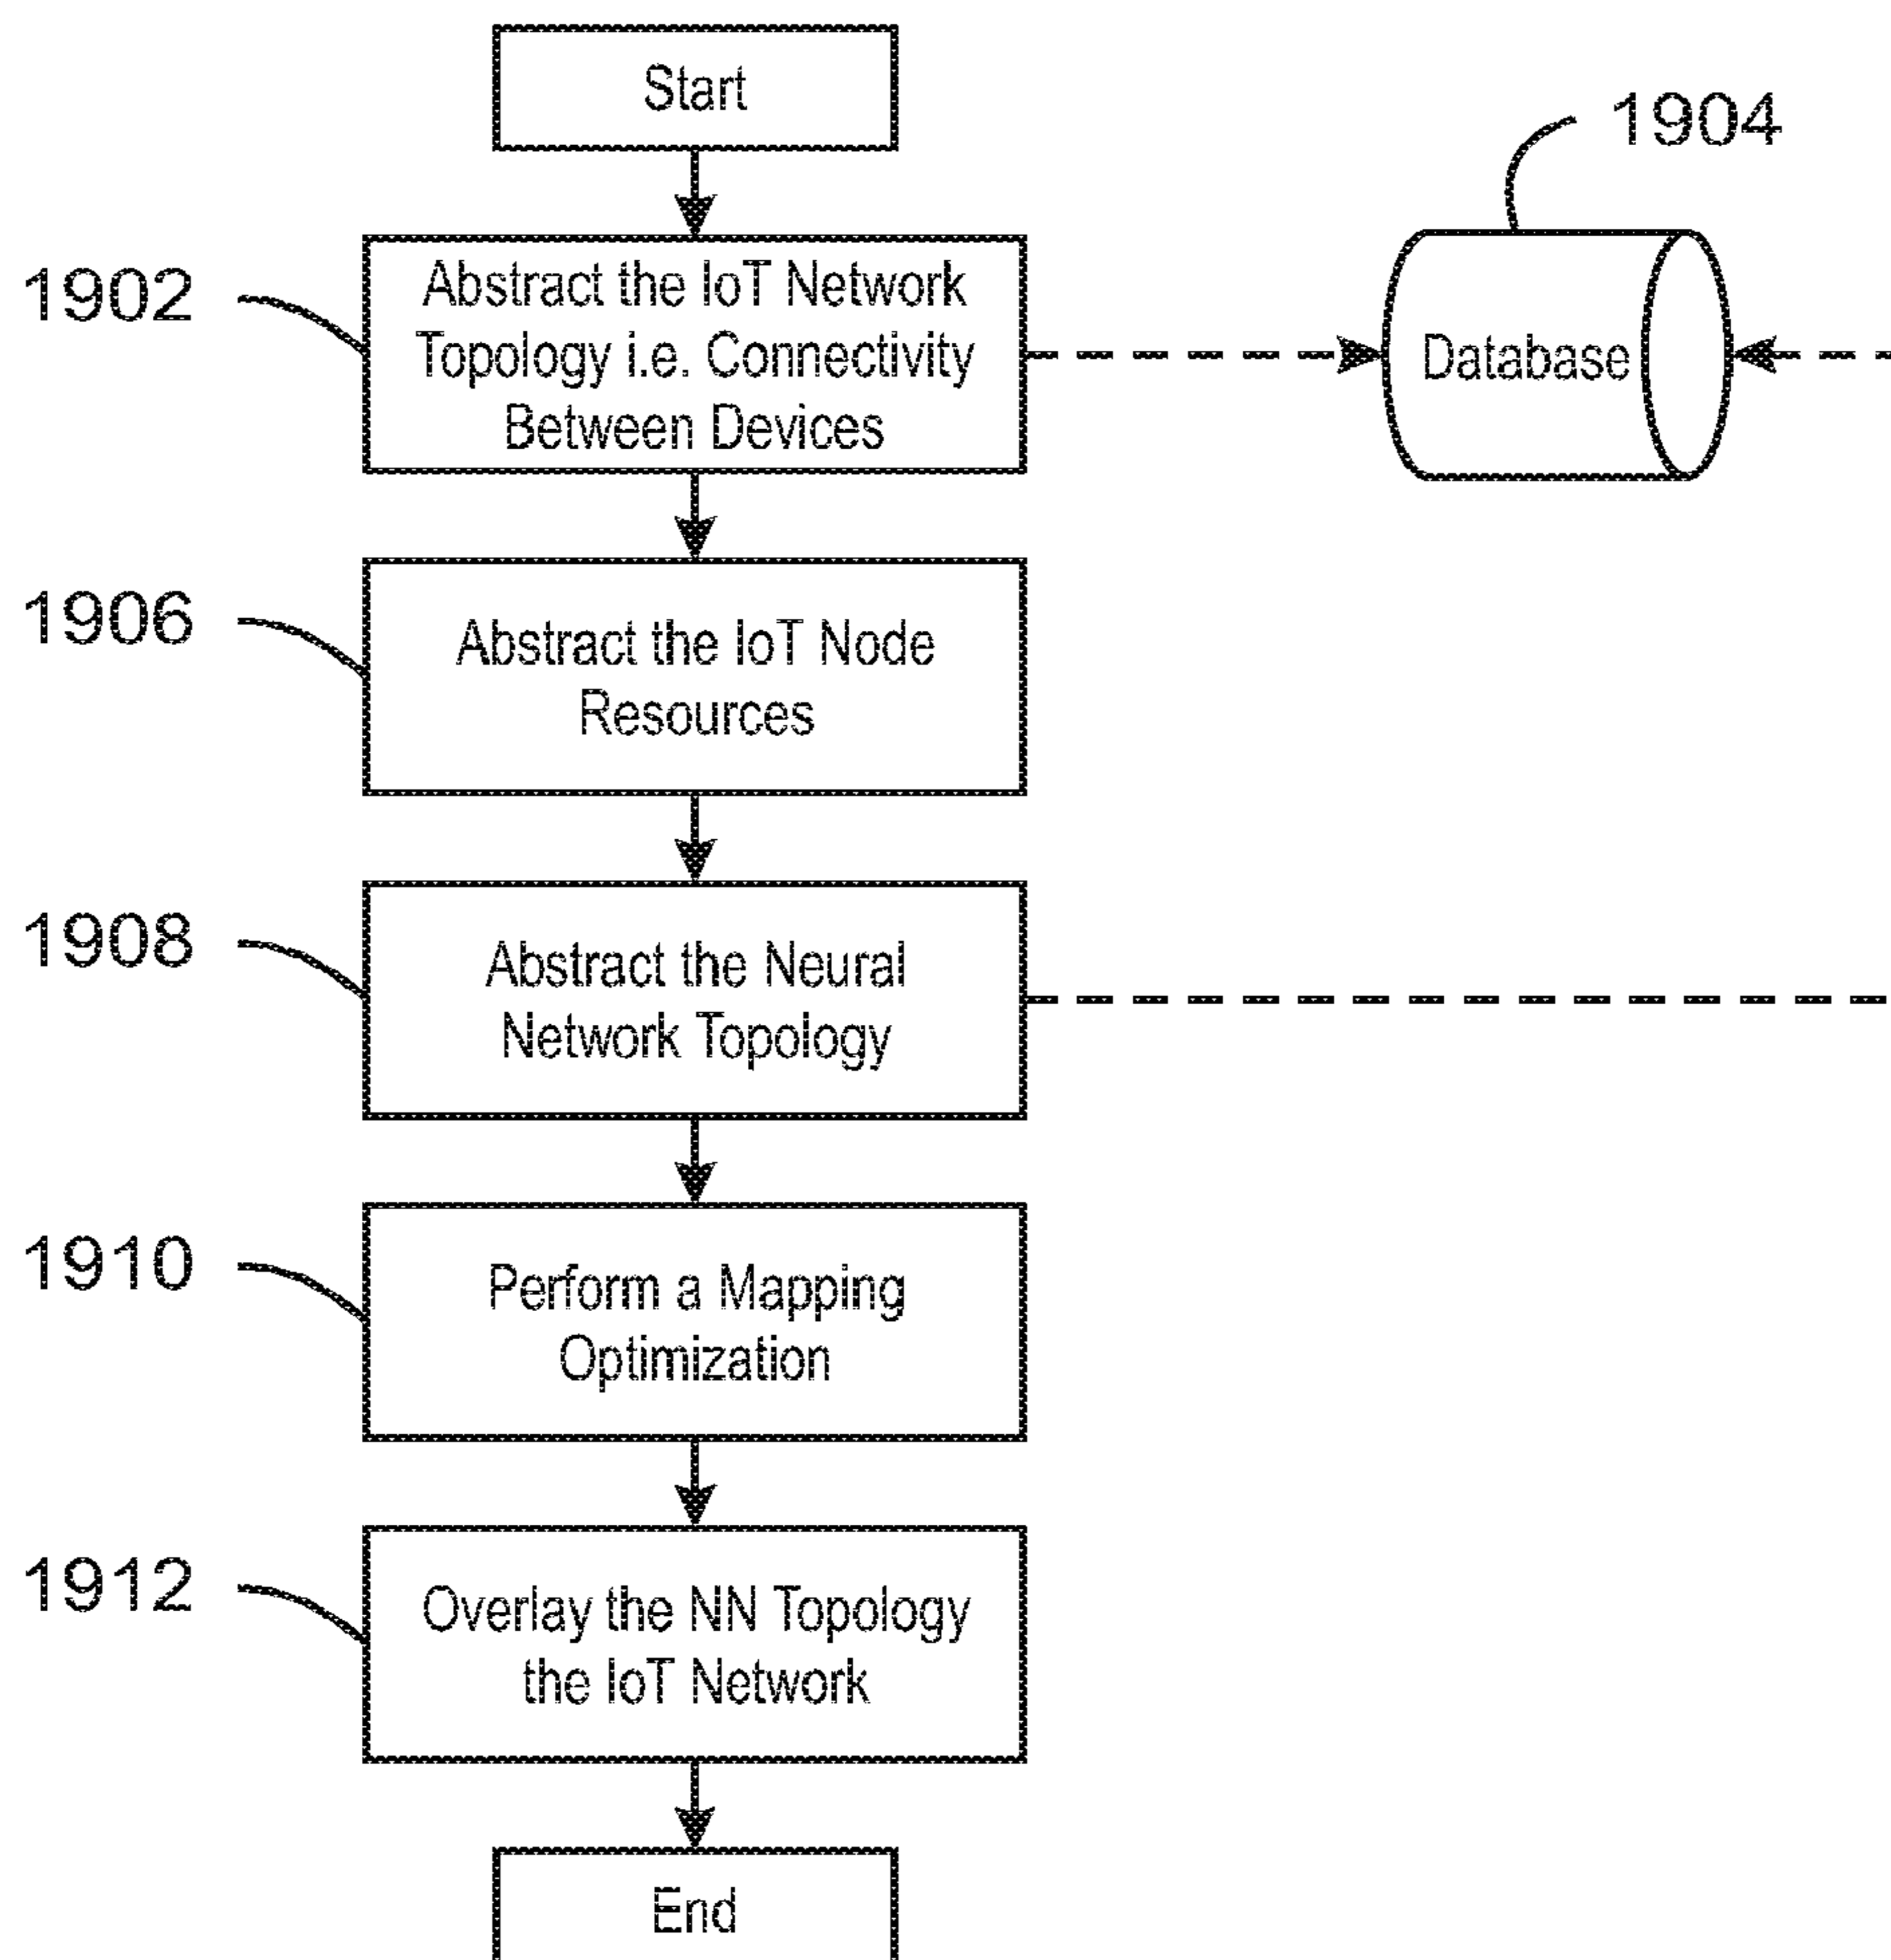 Start
1904
1902
Abstract the IoT Network
Topology i.e. Connectivity
Between Devices
Database
1906
Abstract the IoT Node
Resources
1908
Abstract the Neural
Network Topology
1910
Perform a Mapping
Optimization
1912
Overlay the NN Topology
the IoT Network
End